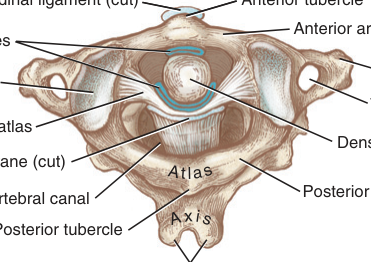 dinal ligament (cut)
Anterior tubercle
Anterior ar
es
atlas
Dens
ane (cut)
Atlas
rtebral canal
Posterior
Axis
Posterior tubercle